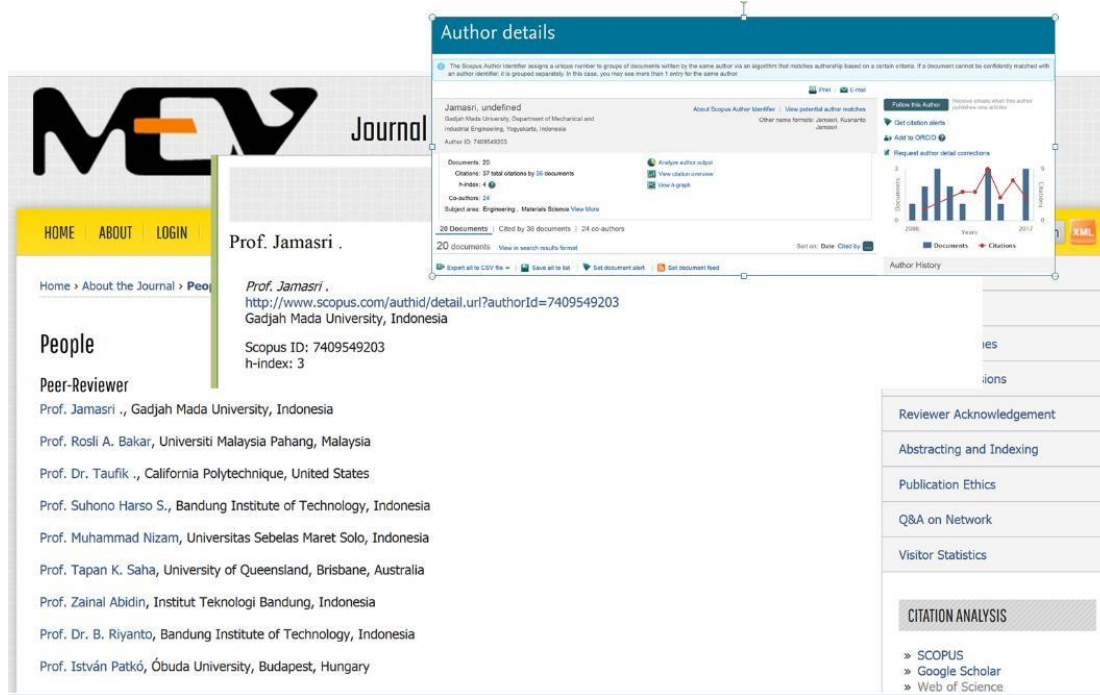 Author details
The Scopus Author Identifier assigns a unique number to groups of documents written by the same author via an algorithm that matches authorship based on a certain criteria. If a document cannot be confidently matched with
an author identifier, it is grouped separately. In this case, you may see more than 1 entry for the same author.
Print | E-mail
Jamasri, undefined
Gadjah Mada University, Department of Mechanical and
Industrial Engineering, Yogyakarta, Indonesia
Author ID: 7409549203
About Scopus Author Identifier | View potential author matches
Other name formats: Jamasri, Kusnanto
Jamasri
Follow this Author
Receive emails when this author
publishes new articles
Get citation alerts
Add to ORCID
Request author detail corrections
Documents: 20
Citations: 37 total citations by 36 documents
h-index: 4
Co-authors: 24
Subject area: Engineering , Materials Science View More
Analyze author output
View citation overview
View h-graph
Documents
Citations
2006
Years
2017
Documents Citations
20 Documents | Cited by 36 documents | 24 co-authors
20 documents View in search results format
Sort on: Date Cited by ...
Export all to CSV file | Save all to list | Set document alert | Set document feed
Author History
MEV
Journal
HOME ABOUT LOGIN
XML
Home › About the Journal ›
Prof. Jamasri .
Prof. Jamasri .
http://www.scopus.com/authid/detail.url?authorId=7409549203
Gadjah Mada University, Indonesia
Scopus ID: 7409549203
h-index: 3
People
Peer-Reviewer
Prof. Jamasri ., Gadjah Mada University, Indonesia
Prof. Rosli A. Bakar, Universiti Malaysia Pahang, Malaysia
Prof. Dr. Taufik ., California Polytechnique, United States
Prof. Suhono Harso S., Bandung Institute of Technology, Indonesia
Prof. Muhammad Nizam, Universitas Sebelas Maret Solo, Indonesia
Prof. Tapan K. Saha, University of Queensland, Brisbane, Australia
Prof. Zainal Abidin, Institut Teknologi Bandung, Indonesia
Prof. Dr. B. Riyanto, Bandung Institute of Technology, Indonesia
Prof. István Patkó, Óbuda University, Budapest, Hungary
Reviewer Acknowledgement
Abstracting and Indexing
Publication Ethics
Q&A on Network
Visitor Statistics
CITATION ANALYSIS
» SCOPUS
» Google Scholar
» Web of Science